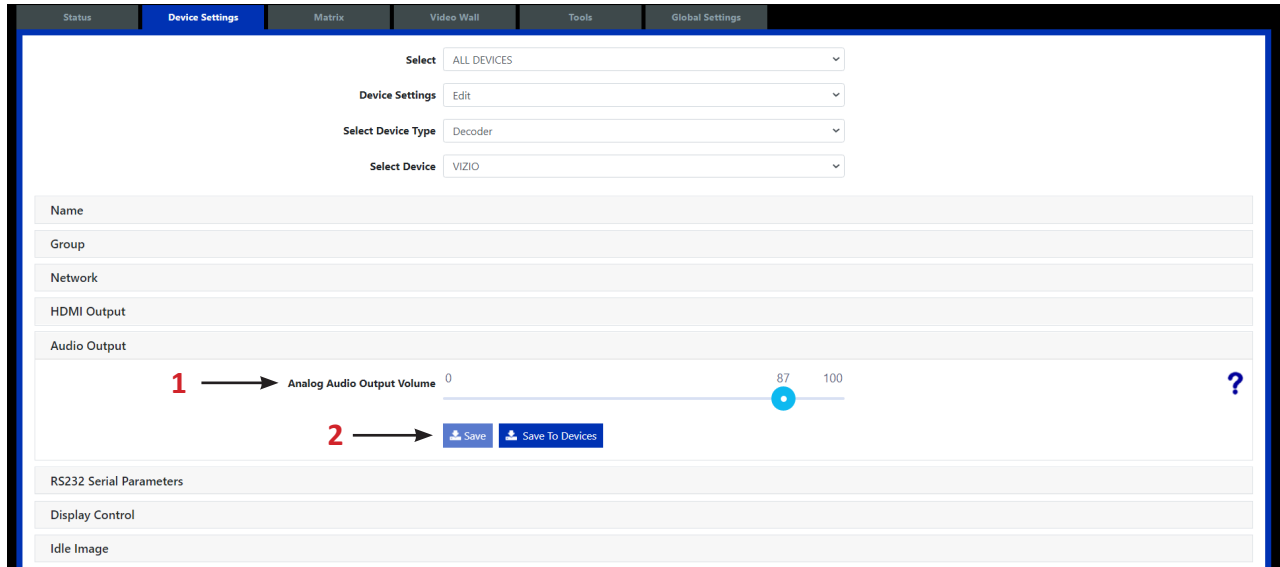 Status Device Settings Matrix Video Wall Tools Global Settings
Select ALL DEVICES
Device Settings Edit
Select Device Type Decoder
Select Device VIZIO
Name
Group
Network
HDMI Output
Audio Output
1 Analog Audio Output Volume 0 87 100 ?
2 Save Save To Devices
RS232 Serial Parameters
Display Control
Idle Image